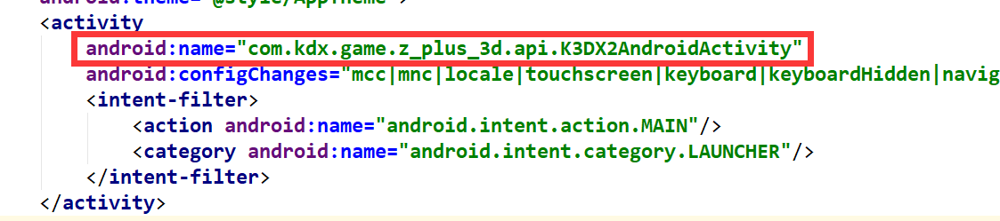 android:theme="@style/AppTheme">
<activity
android:name="com.kdx.game.z_plus_3d.api.K3DX2AndroidActivity"
android:configChanges="mcc|mnc|locale|touchscreen|keyboard|keyboardHidden|navig
<intent-filter>
<action android:name="android.intent.action.MAIN"/>
<category android:name="android.intent.category.LAUNCHER"/>
</intent-filter>
</activity>